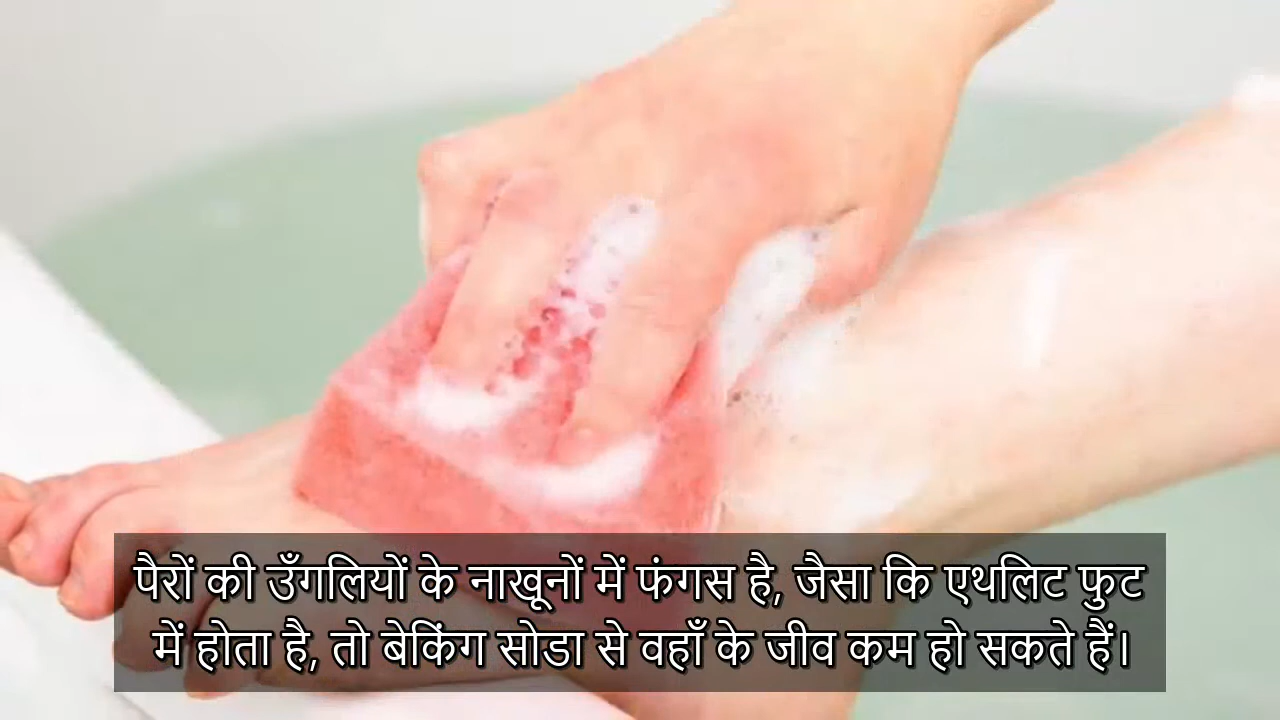 पैरों की उँगलियों के नाखूनों में फंगस है, जैसा कि एथलिट फुट
में होता है, तो बेकिंग सोडा से वहाँ के जीव कम हो सकते हैं।